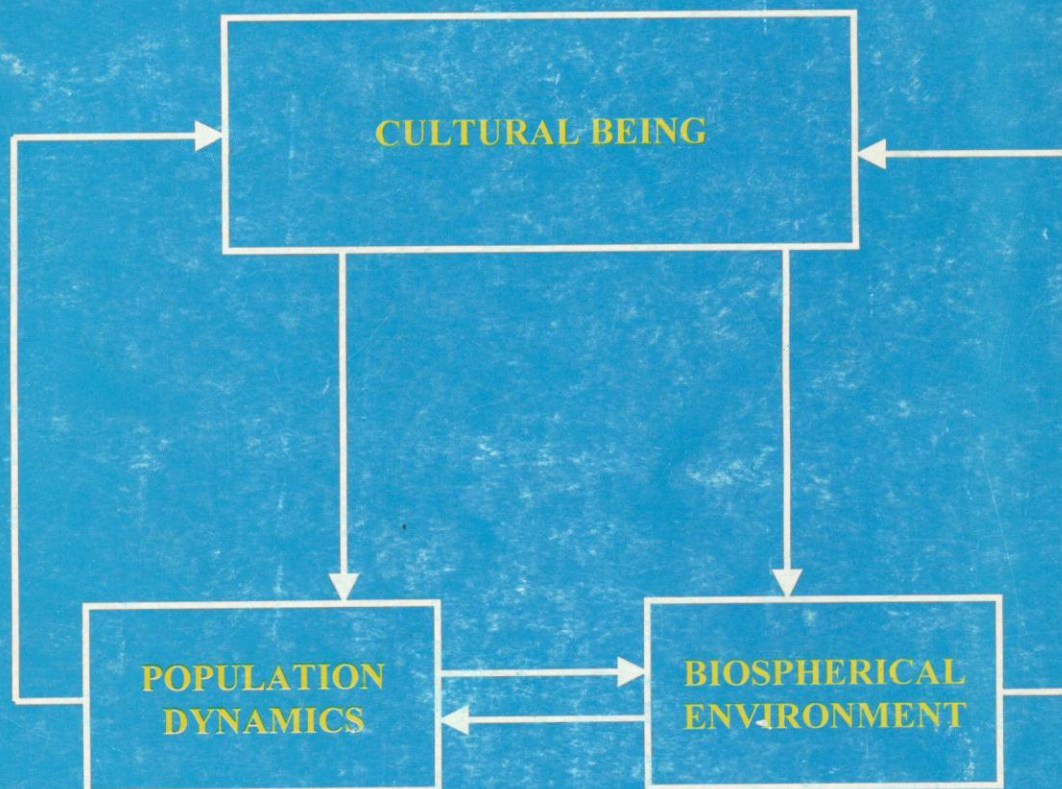 CULTURAL BEING
POPULATION
DYNAMICS
BIOSPHERICAL
ENVIRONMENT